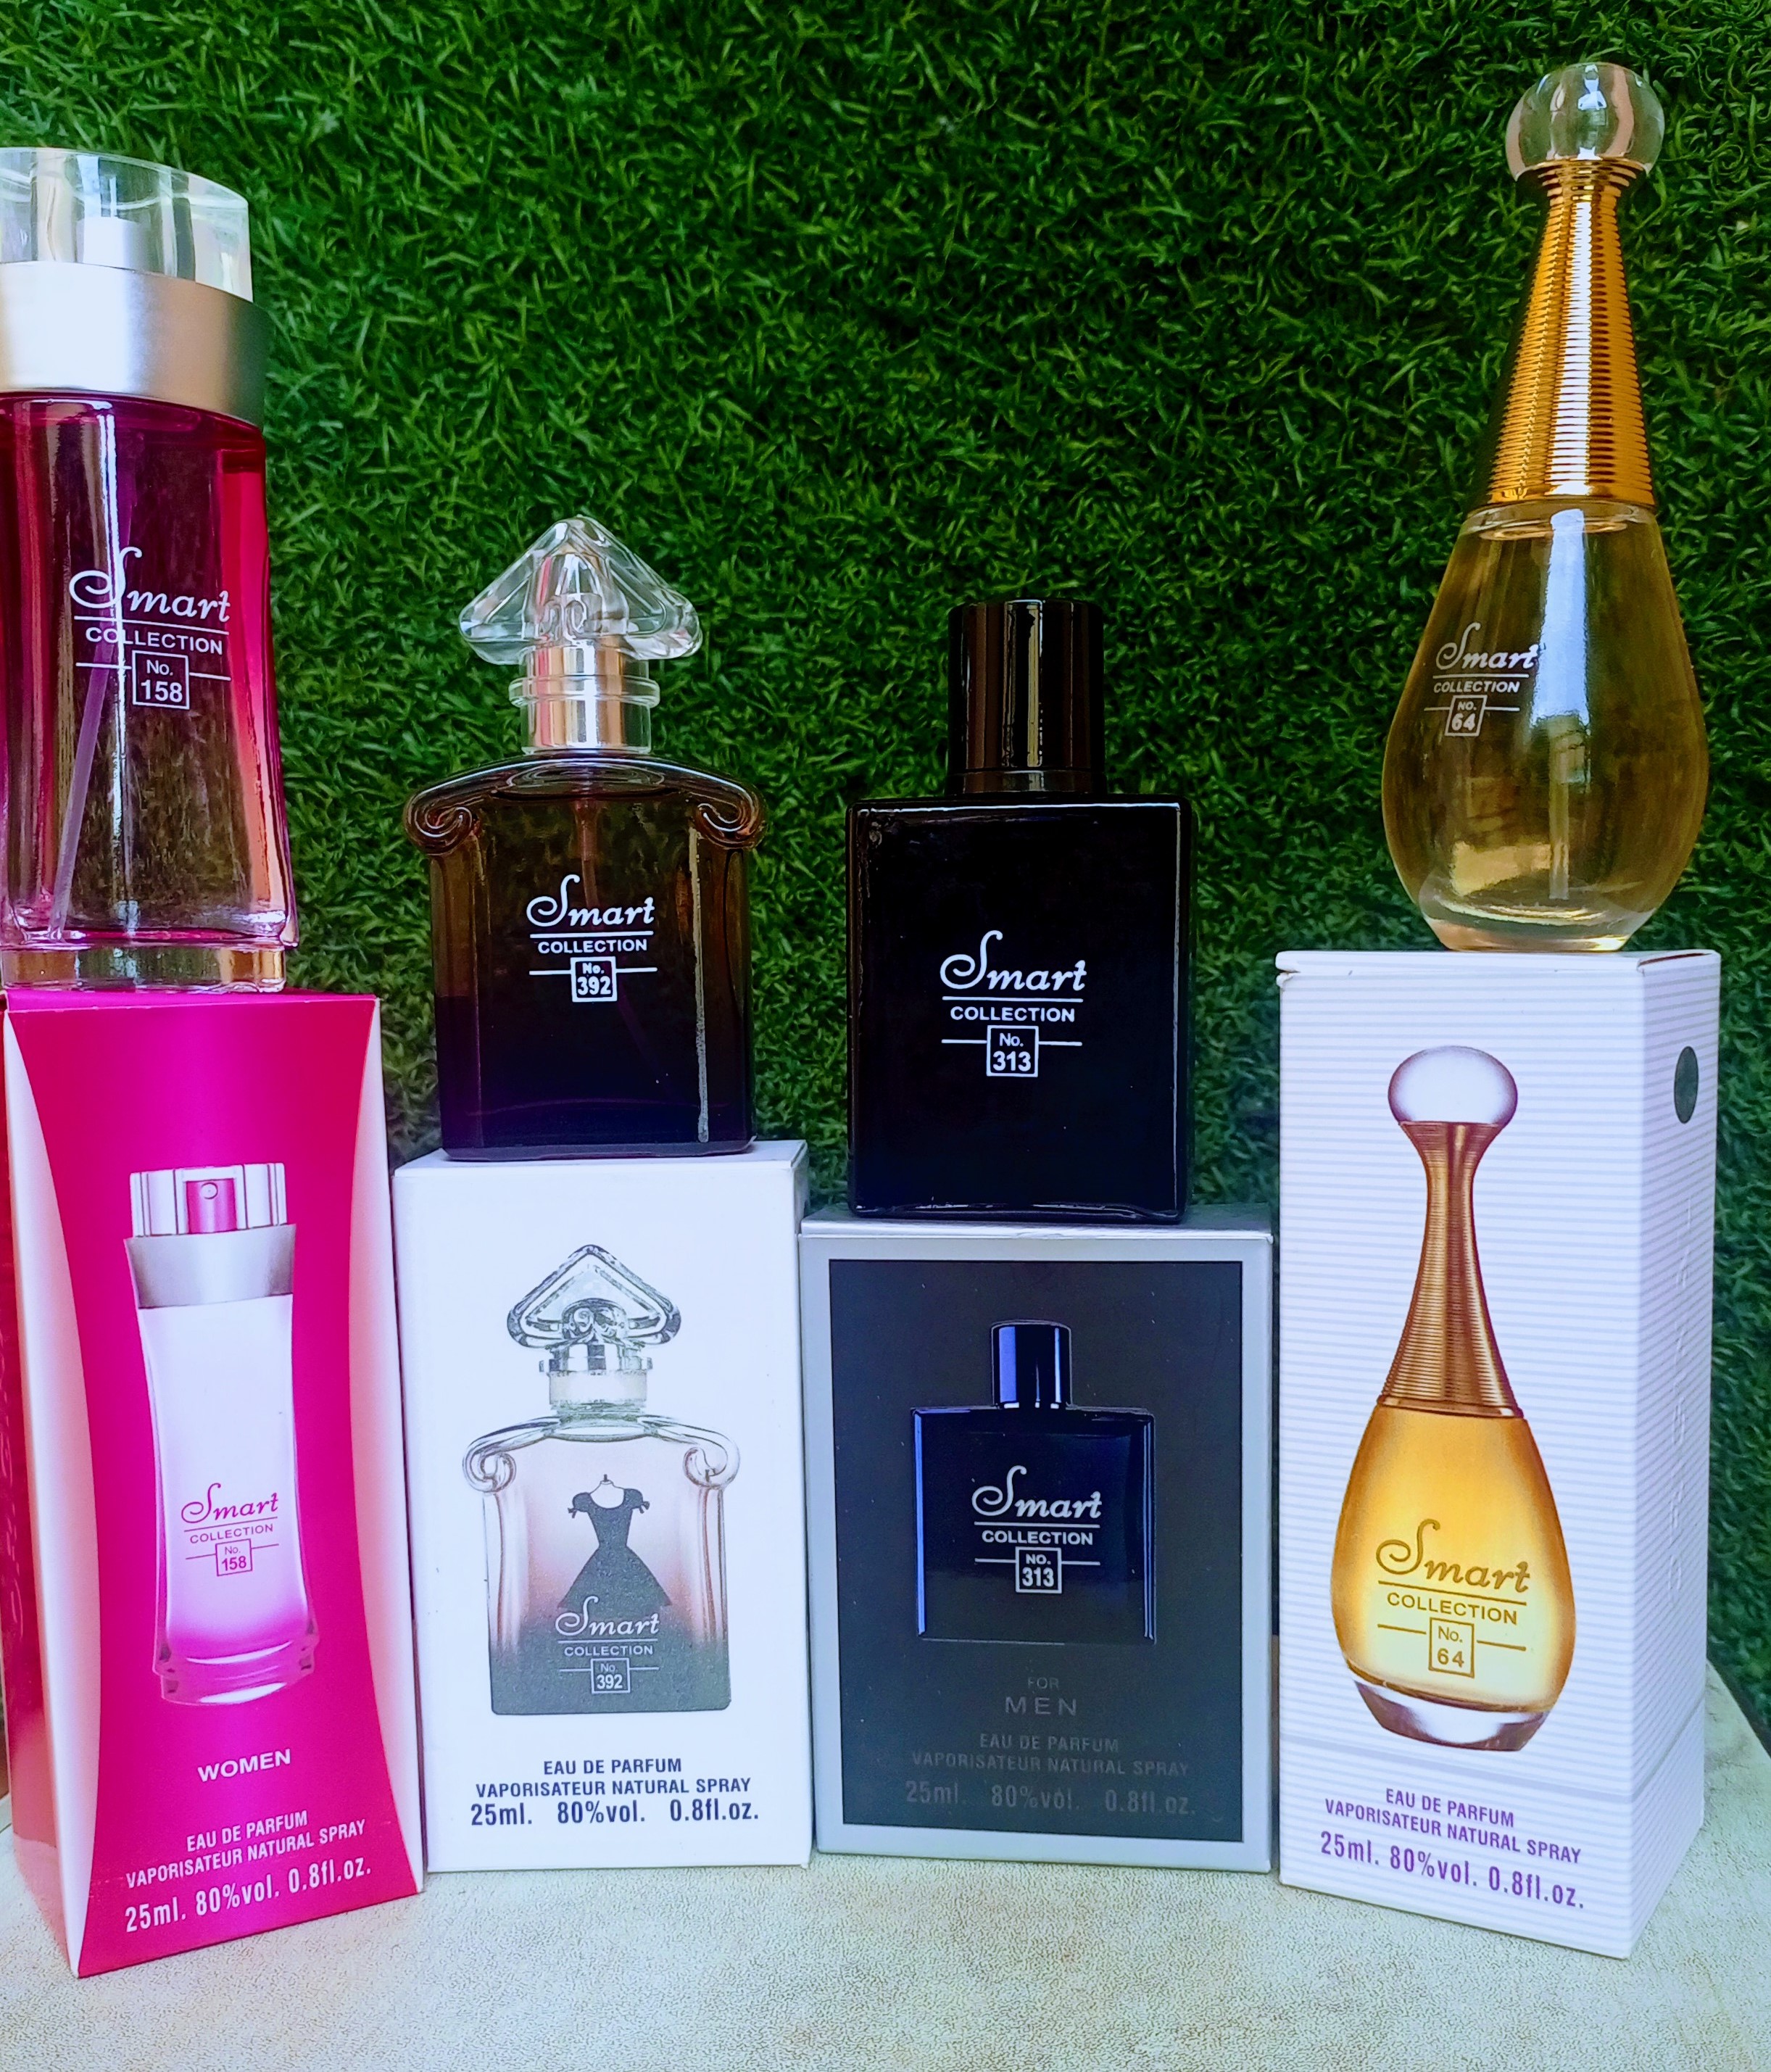 Smart
COLLECTION
No.
158
Smart
COLLECTION
No.
392
Smart
COLLECTION
No.
313
Smart
COLLECTION
NO.
64
Smart
COLLECTION
No.
158
WOMEN
EAU DE PARFUM
VAPORISATEUR NATURAL SPRAY
25ml. 80%vol. 0.8fl.oz.
Smart
COLLECTION
No.
392
EAU DE PARFUM
VAPORISATEUR NATURAL SPRAY
25ml. 80%vol. 0.8fl.oz.
Smart
COLLECTION
NO.
313
FOR
MEN
EAU DE PARFUM
VAPORISATEUR NATURAL SPRAY
25ml. 80%vol. 0.8fl.oz.
Smart
COLLECTION
No.
64
EAU DE PARFUM
VAPORISATEUR NATURAL SPRAY
25ml. 80%vol. 0.8fl.oz.